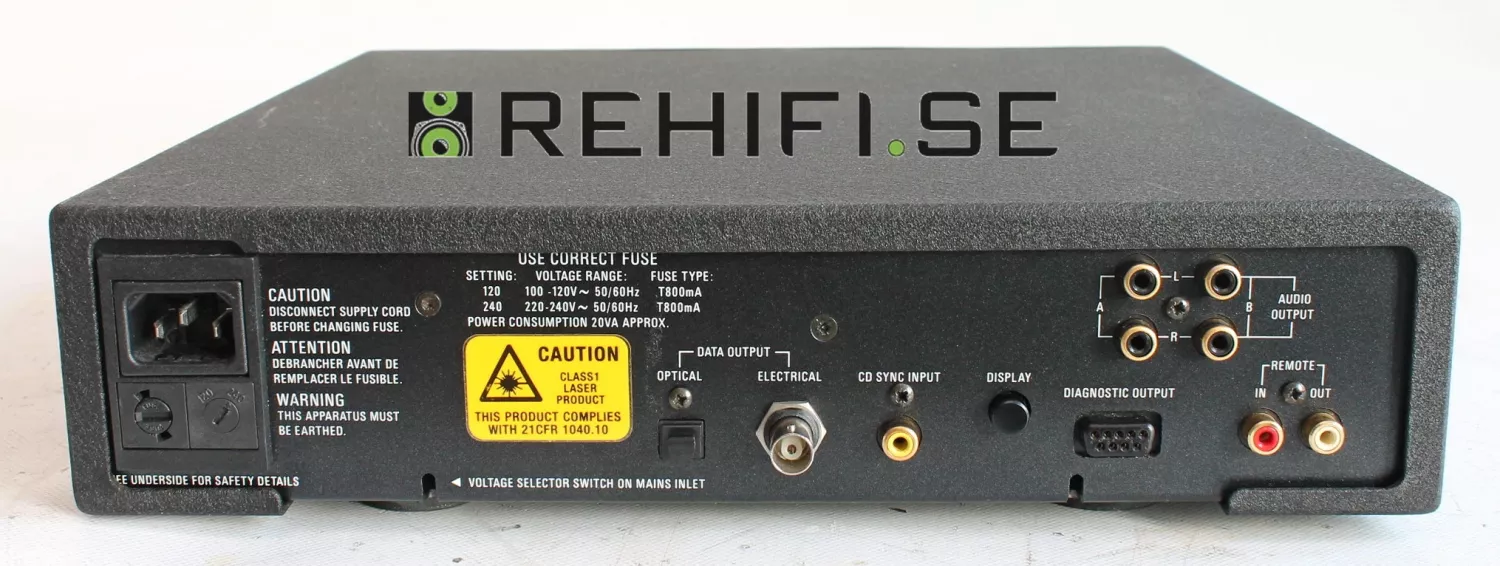 REHIFI.SE
USE CORRECT FUSE
SETTING: VOLTAGE RANGE: FUSE TYPE:
120 100 -120V~ 50/60Hz T800mA
240 220-240V~ 50/60Hz T800mA
POWER CONSUMPTION 20VA APPROX.
CAUTION
DISCONNECT SUPPLY CORD
BEFORE CHANGING FUSE.
ATTENTION
DEBRANCHER AVANT DE
REMPLACER LE FUSIBLE.
WARNING
THIS APPARATUS MUST
BE EARTHED.
EE UNDERSIDE FOR SAFETY DETAILS
CAUTION
CLASS1
LASER
PRODUCT
THIS PRODUCT COMPLIES
WITH 21CFR 1040.10
◄ VOLTAGE SELECTOR SWITCH ON MAINS INLET
DATA OUTPUT
OPTICAL ELECTRICAL
CD SYNC INPUT
DISPLAY
DIAGNOSTIC OUTPUT
L
A B
R
AUDIO
OUTPUT
REMOTE
IN OUT